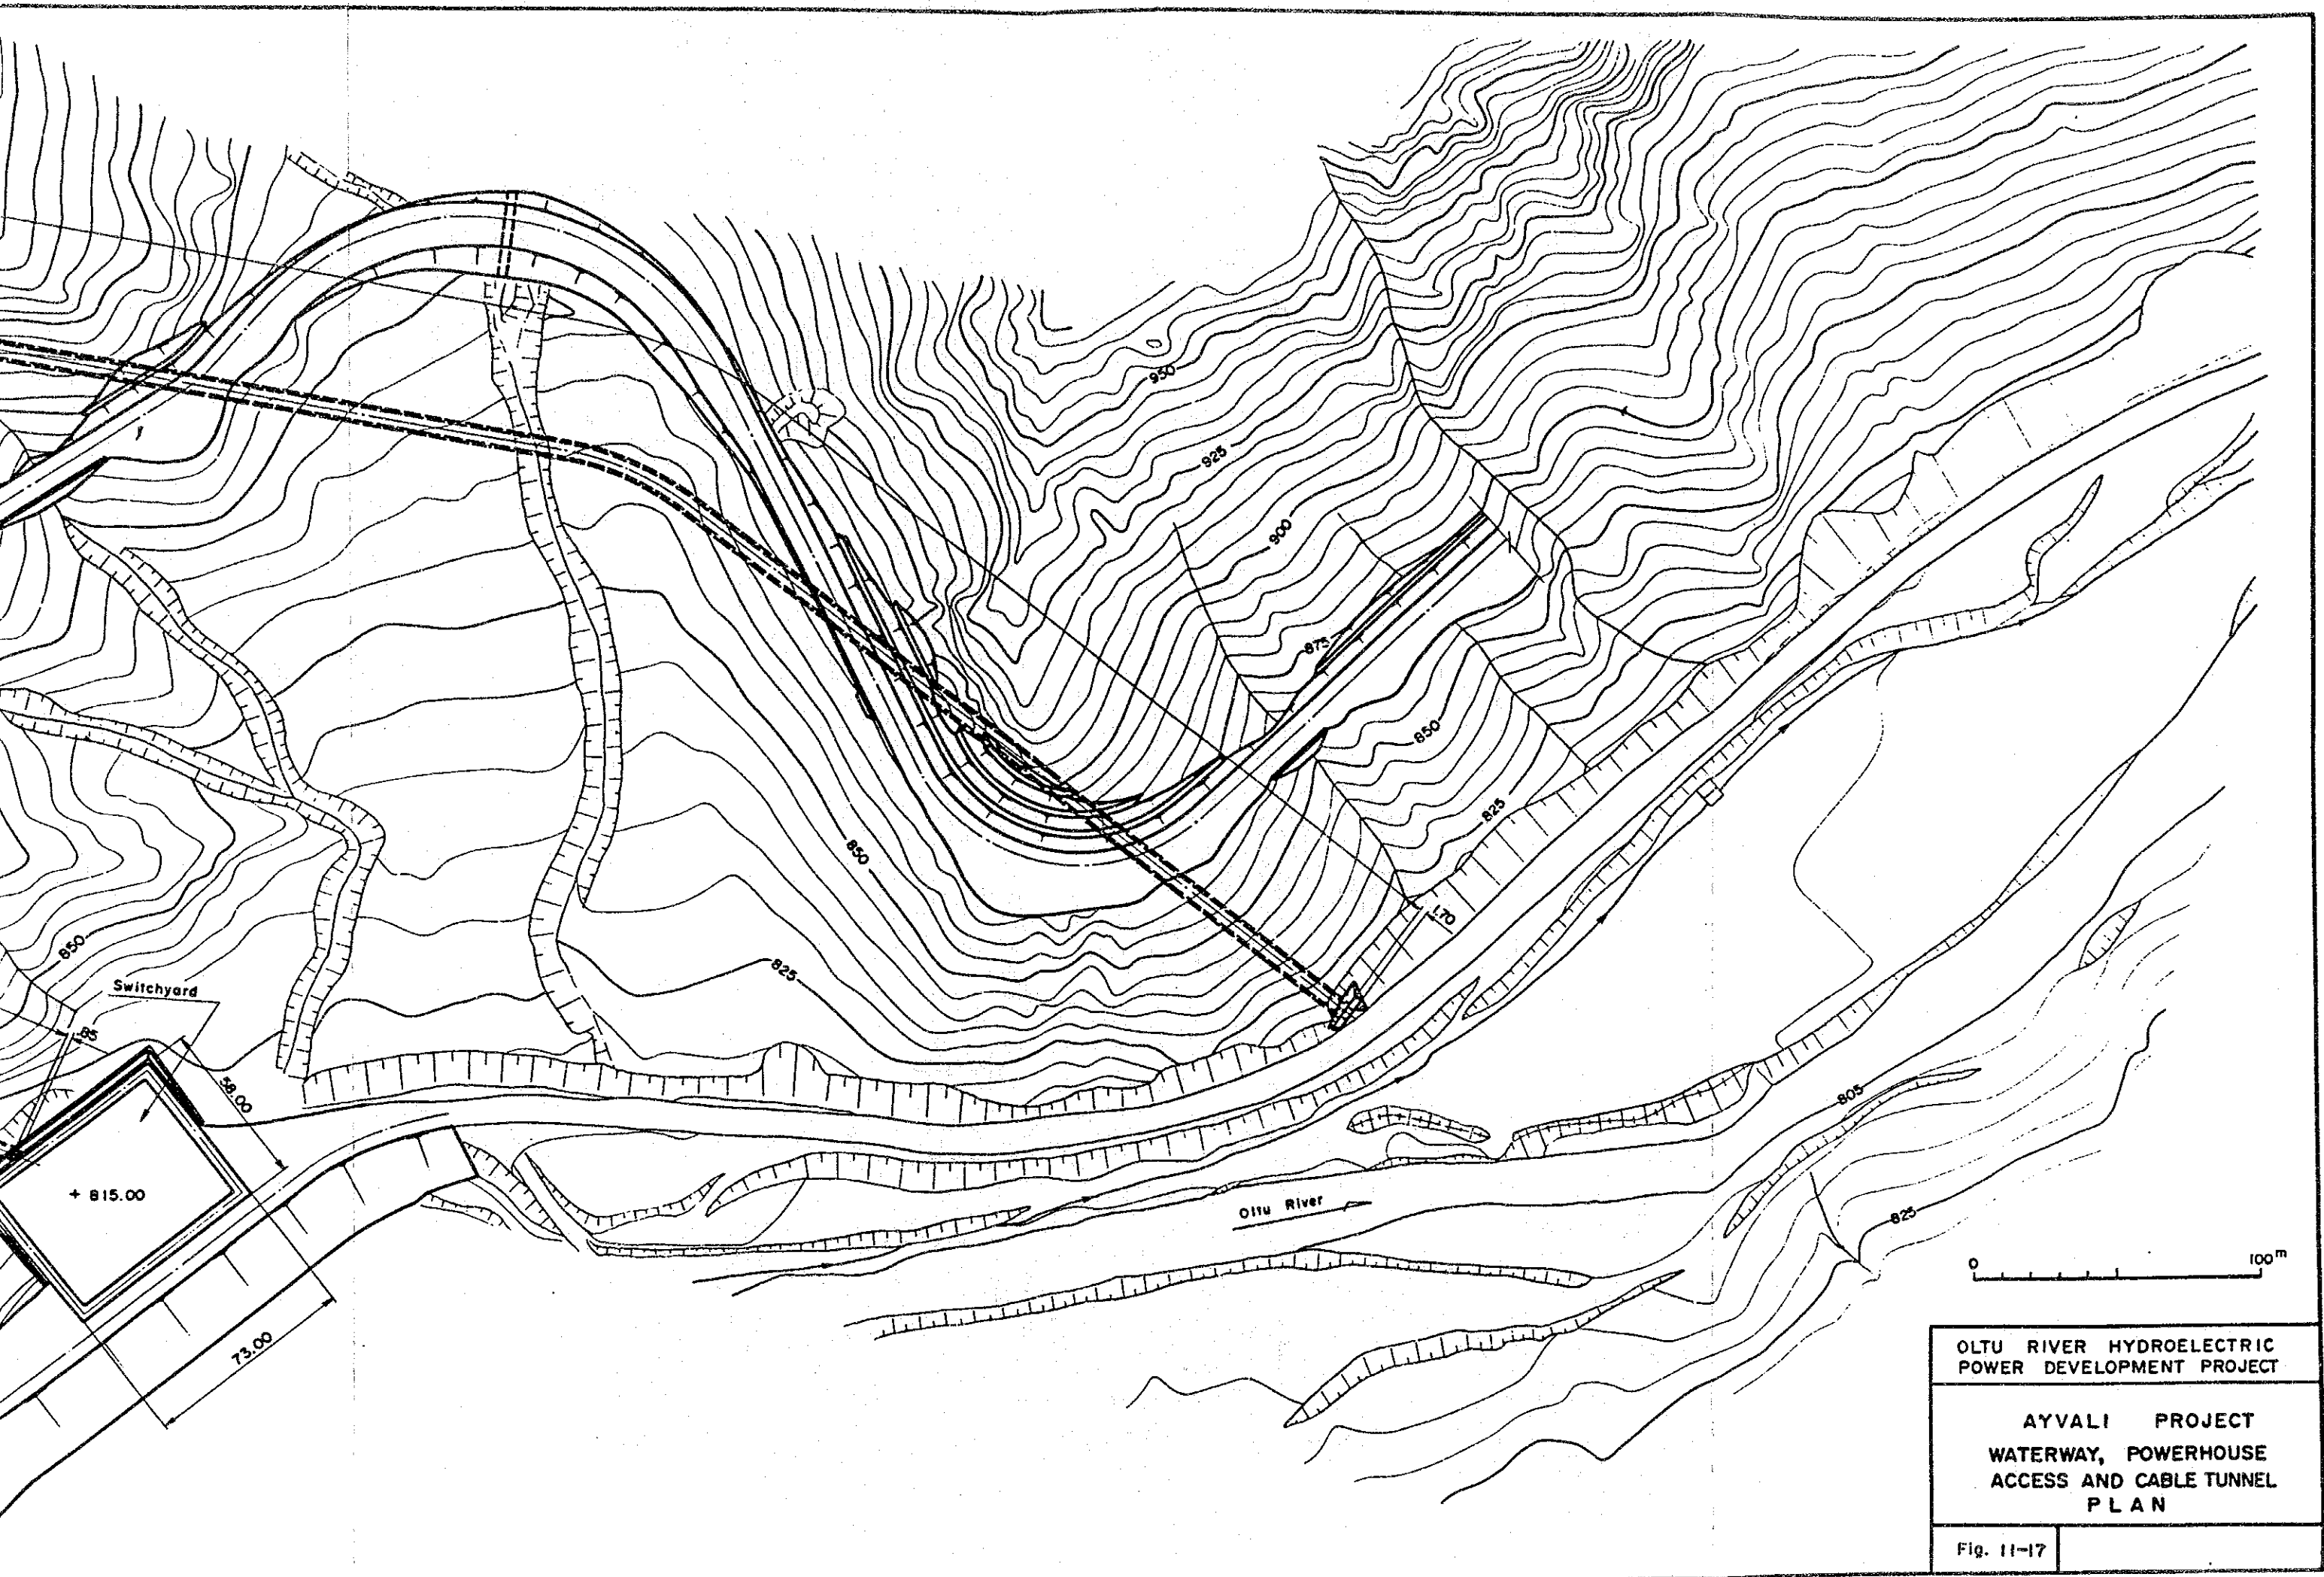 950
925
900
875
850
825
1.70
850
825
850
Switchyard
.85
58.00
+ 815.00
73.00
Oltu River
805
825
0 100m
OLTU RIVER HYDROELECTRIC
POWER DEVELOPMENT PROJECT
AYVALI PROJECT
WATERWAY, POWERHOUSE
ACCESS AND CABLE TUNNEL
PLAN
Fig. 11-17